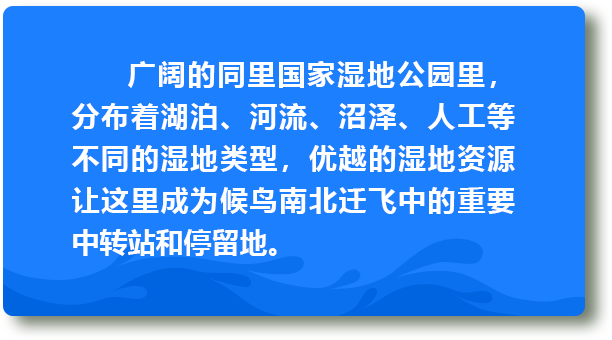 广阔的同里国家湿地公园里，
分布着湖泊、河流、沼泽、人工等
不同的湿地类型，优越的湿地资源
让这里成为候鸟南北迁飞中的重要
中转站和停留地。